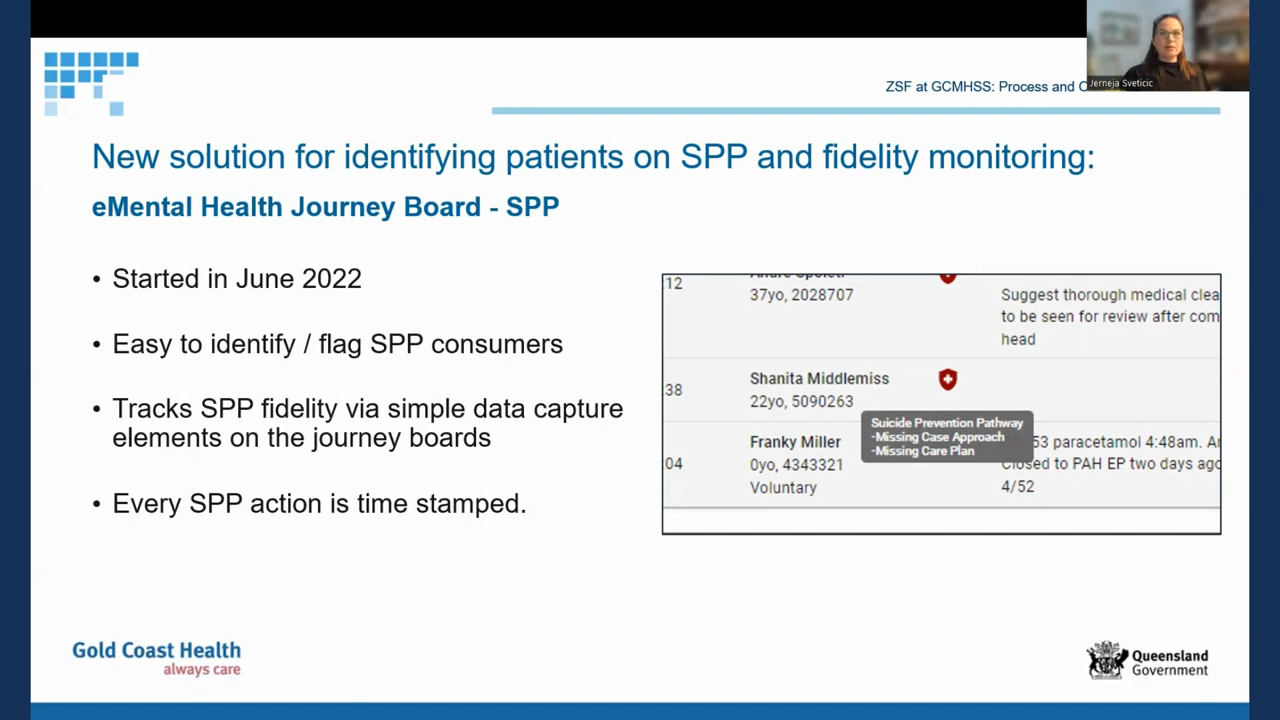 Jerneja Sveticic
ZSF at GCMHSS: Process and
New solution for identifying patients on SPP and fidelity monitoring:
eMental Health Journey Board - SPP
• Started in June 2022
• Easy to identify / flag SPP consumers
• Tracks SPP fidelity via simple data capture
elements on the journey boards
• Every SPP action is time stamped.
:12
37yo, 2028707
Suggest thorough medical clea
to be seen for review after com
head
:38
Shanita Middlemiss
22yo, 5090263
Suicide Prevention Pathway
-Missing Case Approach
-Missing Care Plan
:04
Franky Miller
0yo, 4343321
Voluntary
53 paracetamol 4:48am.
Closed to PAH EP two days ago
4/52
Gold Coast Health
always care
Queensland
Government